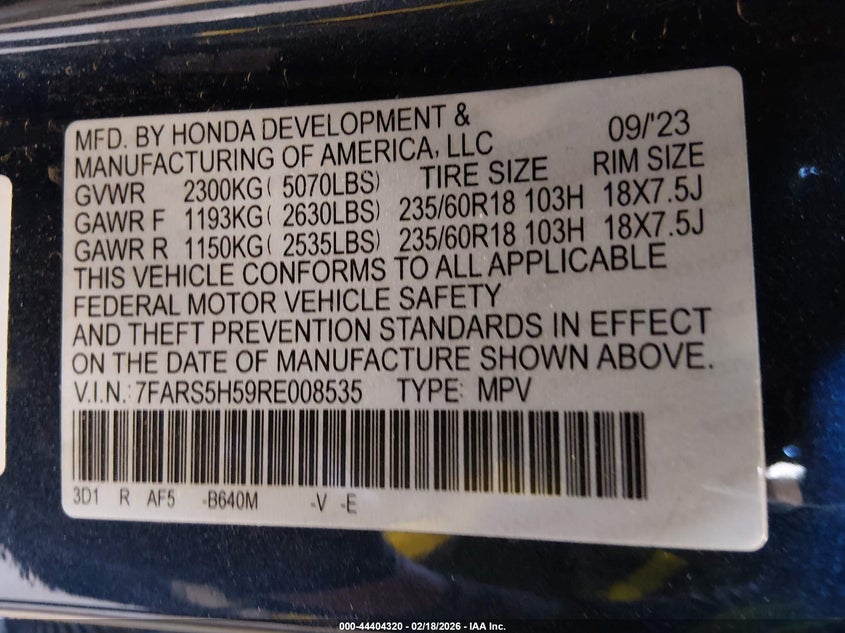 MFD. BY HONDA DEVELOPMENT & 09/'23
MANUFACTURING OF AMERICA, LLC
TIRE SIZE RIM SIZE
GVWR 2300KG( 5070LBS)
GAWR F 1193KG( 2630LBS) 235/60R18 103H 18X7.5J
GAWR R 1150KG( 2535LBS) 235/60R18 103H 18X7.5J
THIS VEHICLE CONFORMS TO ALL APPLICABLE
FEDERAL MOTOR VEHICLE SAFETY
AND THEFT PREVENTION STANDARDS IN EFFECT
ON THE DATE OF MANUFACTURE SHOWN ABOVE.
V.I.N.: 7FARS5H59RE008535 TYPE: MPV
3D1 R AF5 -B640M -V -E
000-44404320 - 02/18/2026 - IAA Inc.